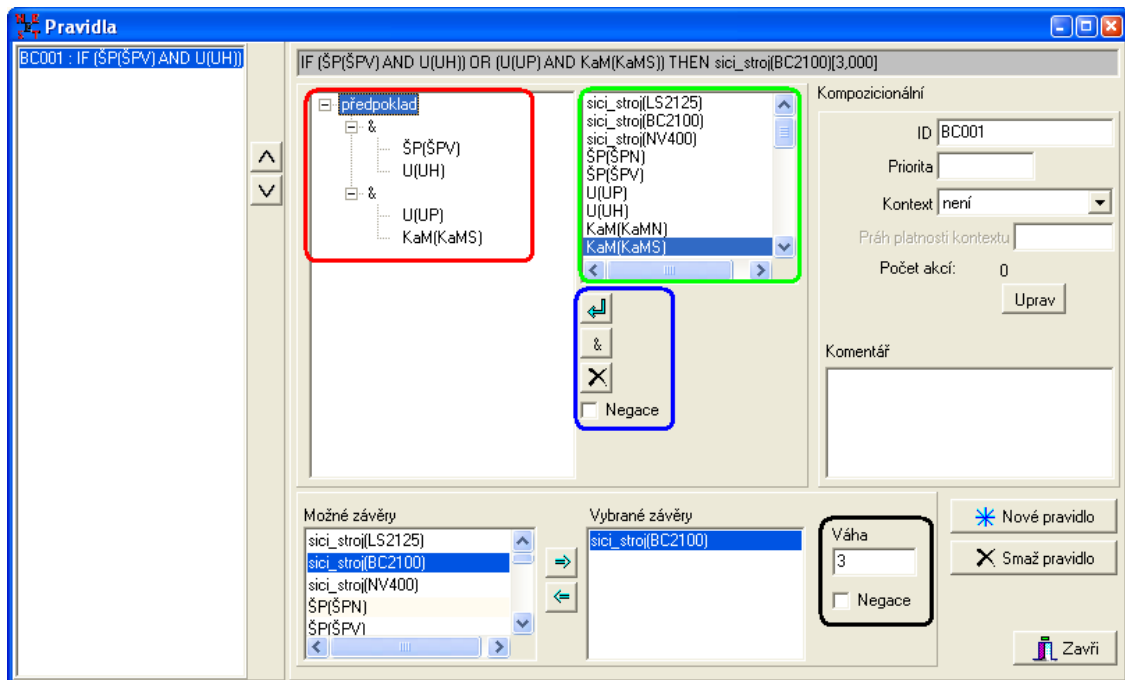 Pravidla
BC001 : IF (ŠP(ŠPV) AND U(UH))
IF (ŠP(ŠPV) AND U(UH)) OR (U(UP) AND KaM(KaMS)) THEN sici_stroj(BC2100)[3,000]
předpoklad
&
ŠP(ŠPV)
U(UH)
&
U(UP)
KaM(KaMS)
sici_stroj(LS2125)
sici_stroj(BC2100)
sici_stroj(NV400)
ŠP(ŠPN)
ŠP(ŠPV)
U(UP)
U(UH)
KaM(KaMN)
KaM(KaMS)
&
Negace
Kompozicionální
ID BC001
Priorita
Kontext není
Práh platnosti kontextu
Počet akcí: 0
Uprav
Komentář
Možné závěry
sici_stroj(LS2125)
sici_stroj(BC2100)
sici_stroj(NV400)
ŠP(ŠPN)
ŠP(ŠPV)
Vybrané závěry
sici_stroj(BC2100)
Váha
3
Negace
Nové pravidlo
Smaž pravidlo
Zavři